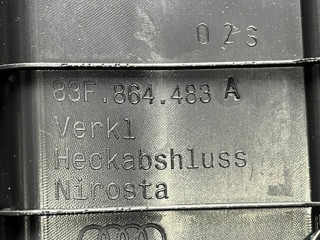 02S
83F.864.483 A
Verkl
Heckabshluss
Nirosta